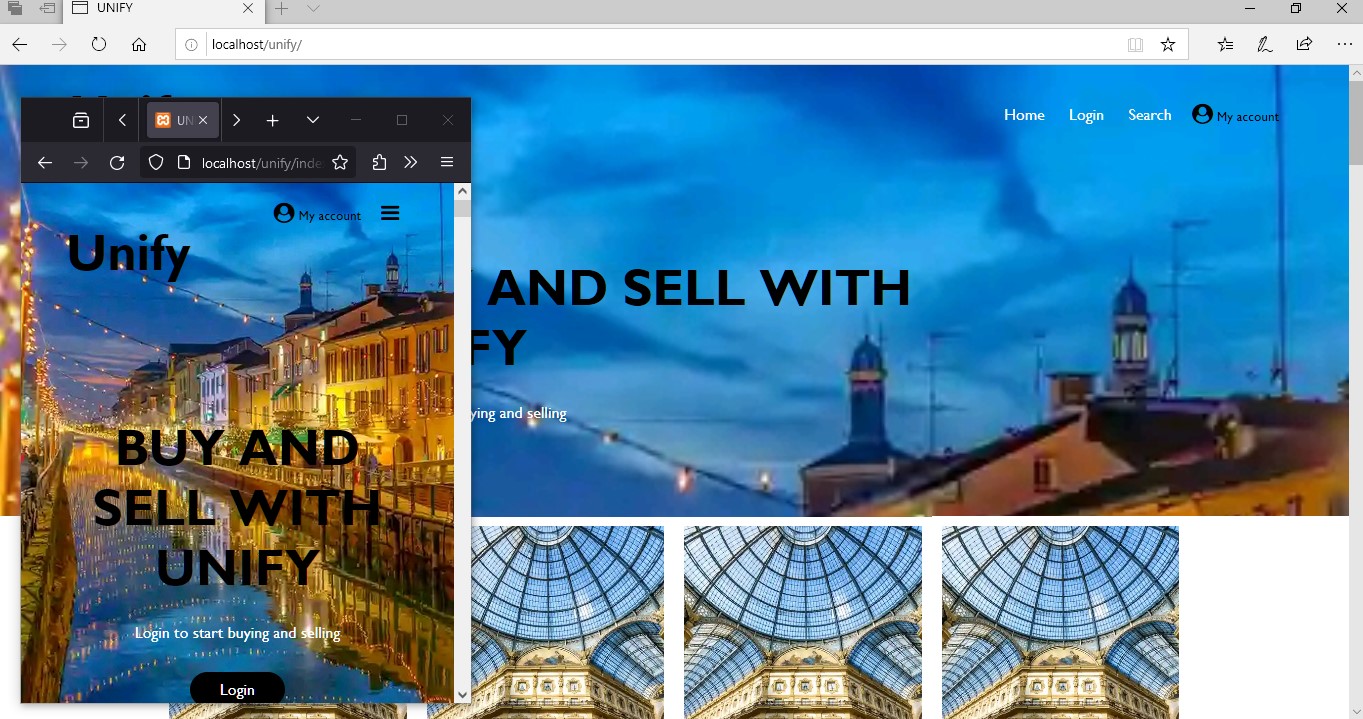 UNIFY
localhost/unify/
Home Login Search My account
UN
localhost/unify/inde
My account
Unify
AND SELL WITH
FY
ying and selling
BUY AND
SELL WITH
UNIFY
Login to start buying and selling
Login